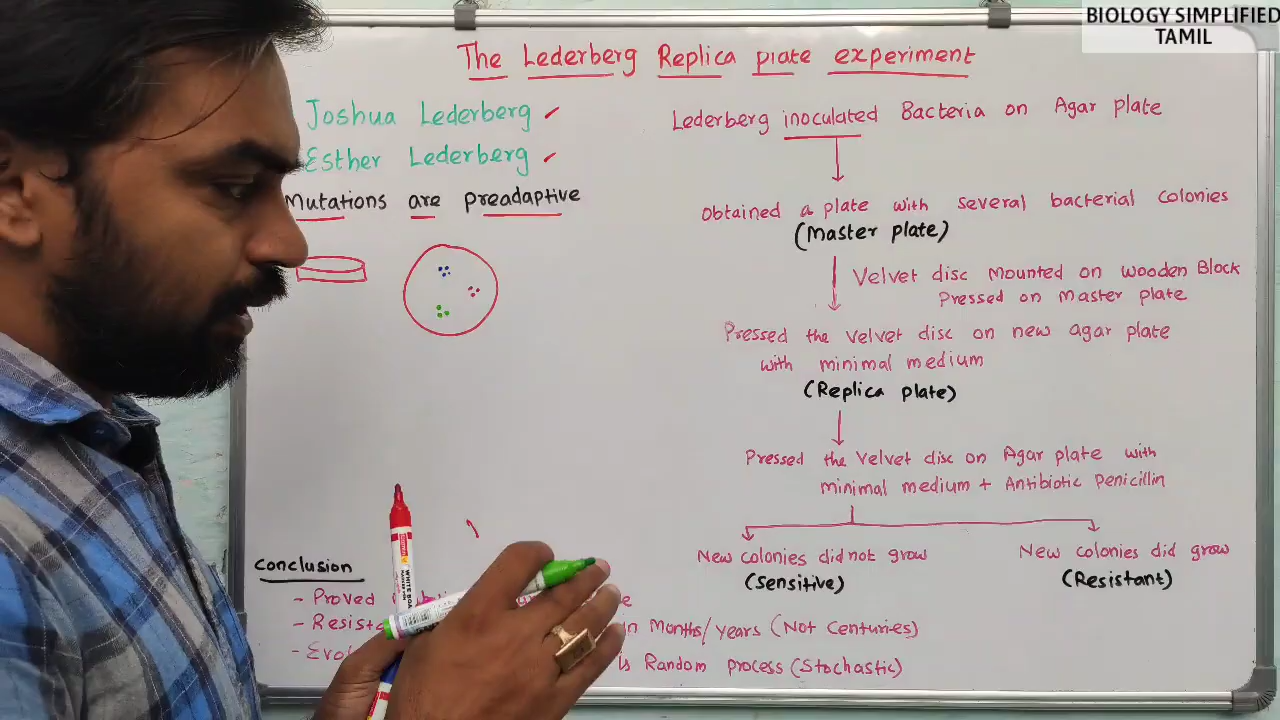 BIOLOGY SIMPLIFIED
TAMIL
The Lederberg Replica plate experiment
Joshua Lederberg
Esther Lederberg
Mutations are preadaptive
Lederberg inoculated Bacteria on Agar plate
Obtained a plate with several bacterial colonies
(Master plate)
Velvet disc Mounted on wooden Block
Pressed on Master plate
Pressed the velvet disc on new agar plate
with minimal medium
(Replica plate)
Pressed the velvet disc on Agar plate with
minimal medium + Antibiotic Penicillin
New colonies did not grow
(Sensitive)
New colonies did grow
(Resistant)
Conclusion
- Proved
- in Months/years (Not Centuries)
- is Random process (Stochastic)
WHITE BOARD